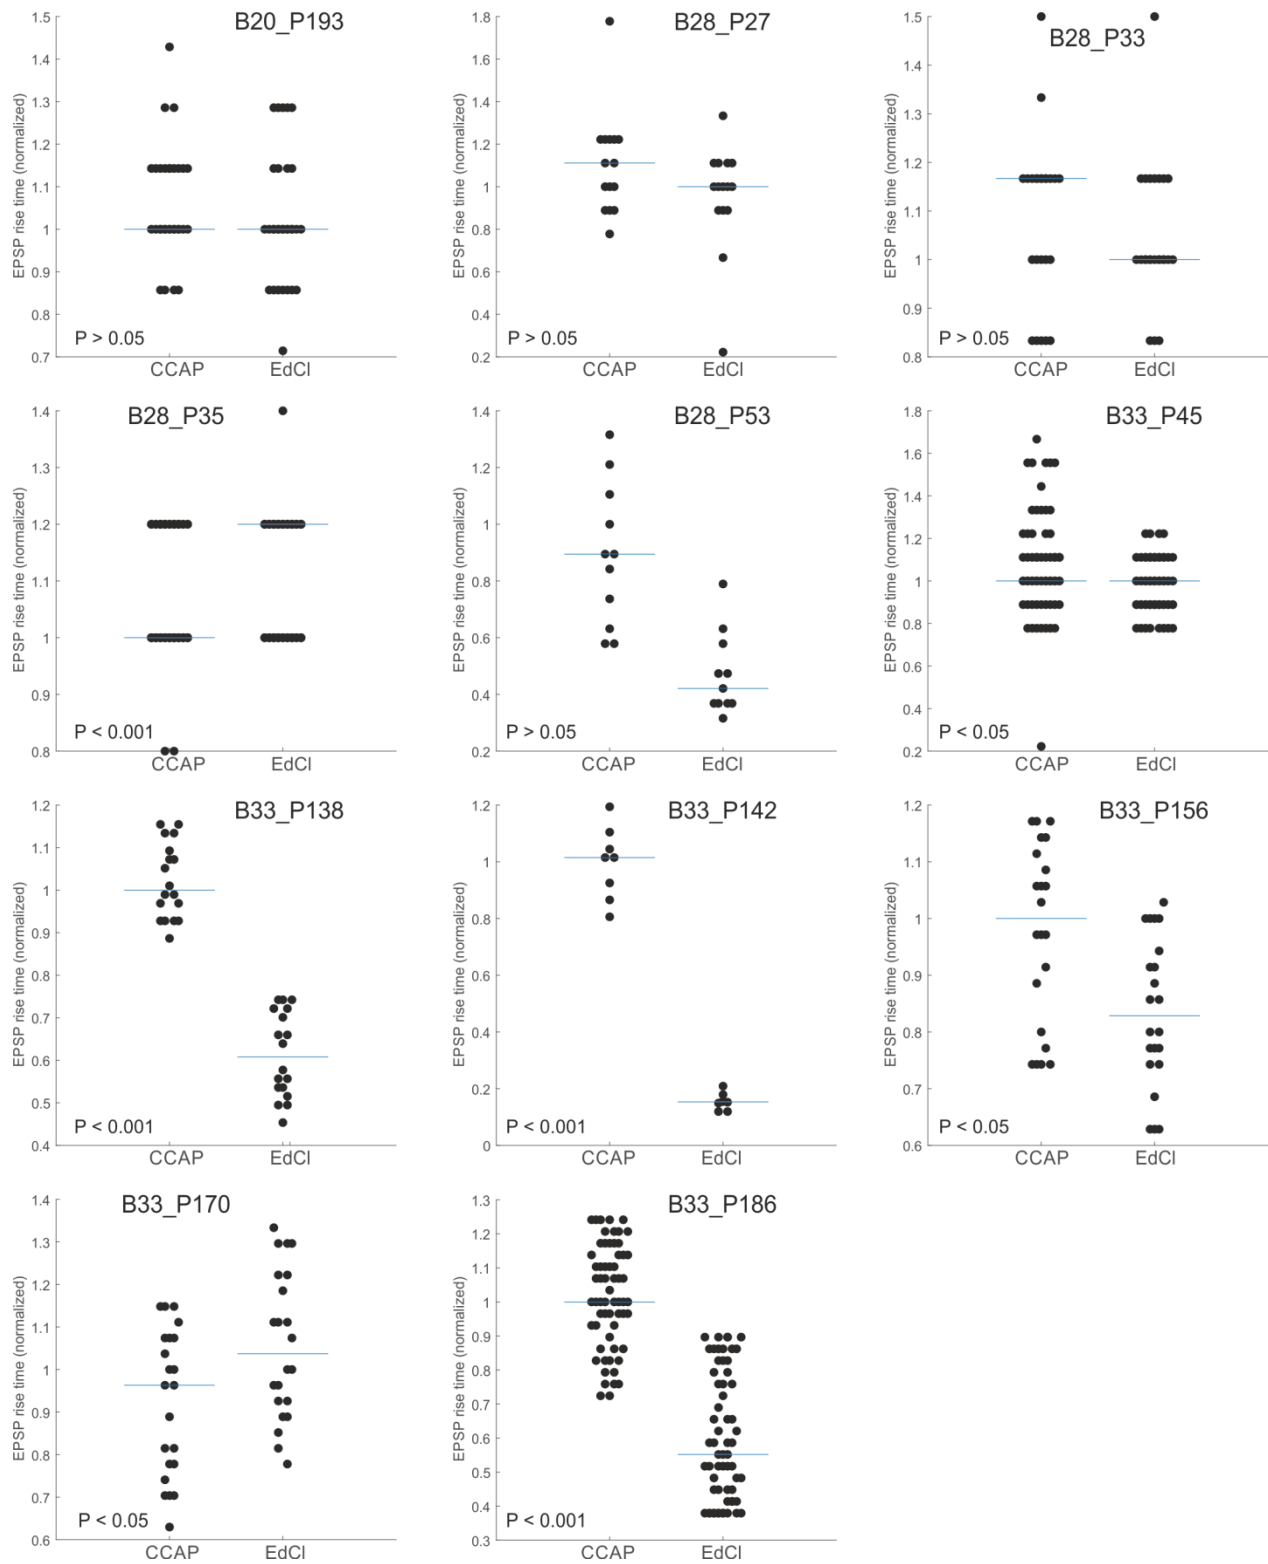 B20_P193
EPSP rise time (normalized)
1.5
1.4
1.3
1.2
1.1
1
0.9
0.8
0.7
P > 0.05
CCAP EdCl
B28_P27
EPSP rise time (normalized)
1.8
1.6
1.4
1.2
1
0.8
0.6
0.4
0.2
P > 0.05
CCAP EdCl
B28_P33
EPSP rise time (normalized)
1.5
1.4
1.3
1.2
1.1
1
0.9
0.8
P > 0.05
CCAP EdCl
B28_P35
EPSP rise time (normalized)
1.4
1.3
1.2
1.1
1
0.9
0.8
P < 0.001
CCAP EdCl
B28_P53
EPSP rise time (normalized)
1.4
1.2
1
0.8
0.6
0.4
0.2
P > 0.05
CCAP EdCl
B33_P45
EPSP rise time (normalized)
1.8
1.6
1.4
1.2
1
0.8
0.6
0.4
0.2
P < 0.05
CCAP EdCl
B33_P138
EPSP rise time (normalized)
1.2
1.1
1
0.9
0.8
0.7
0.6
0.5
0.4
P < 0.001
CCAP EdCl
B33_P142
EPSP rise time (normalized)
1.2
1
0.8
0.6
0.4
0.2
0
P < 0.001
CCAP EdCl
B33_P156
EPSP rise time (normalized)
1.2
1.1
1
0.9
0.8
0.7
0.6
P < 0.05
CCAP EdCl
B33_P170
EPSP rise time (normalized)
1.4
1.3
1.2
1.1
1
0.9
0.8
0.7
0.6
P < 0.05
CCAP EdCl
B33_P186
EPSP rise time (normalized)
1.3
1.2
1.1
1
0.9
0.8
0.7
0.6
0.5
0.4
0.3
P < 0.001
CCAP EdCl